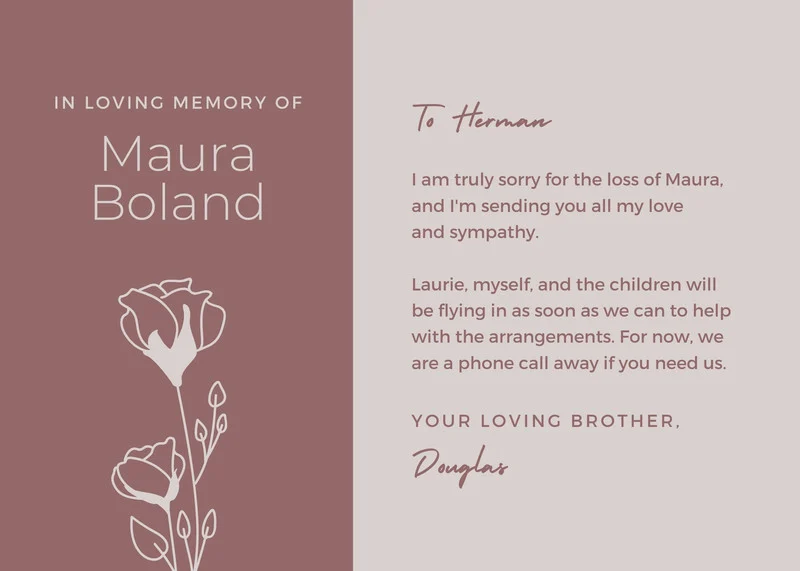 IN LOVING MEMORY OF
Maura
Boland
To Herman
I am truly sorry for the loss of Maura,
and I'm sending you all my love
and sympathy.
Laurie, myself, and the children will
be flying in as soon as we can to help
with the arrangements. For now, we
are a phone call away if you need us.
YOUR LOVING BROTHER,
Douglas